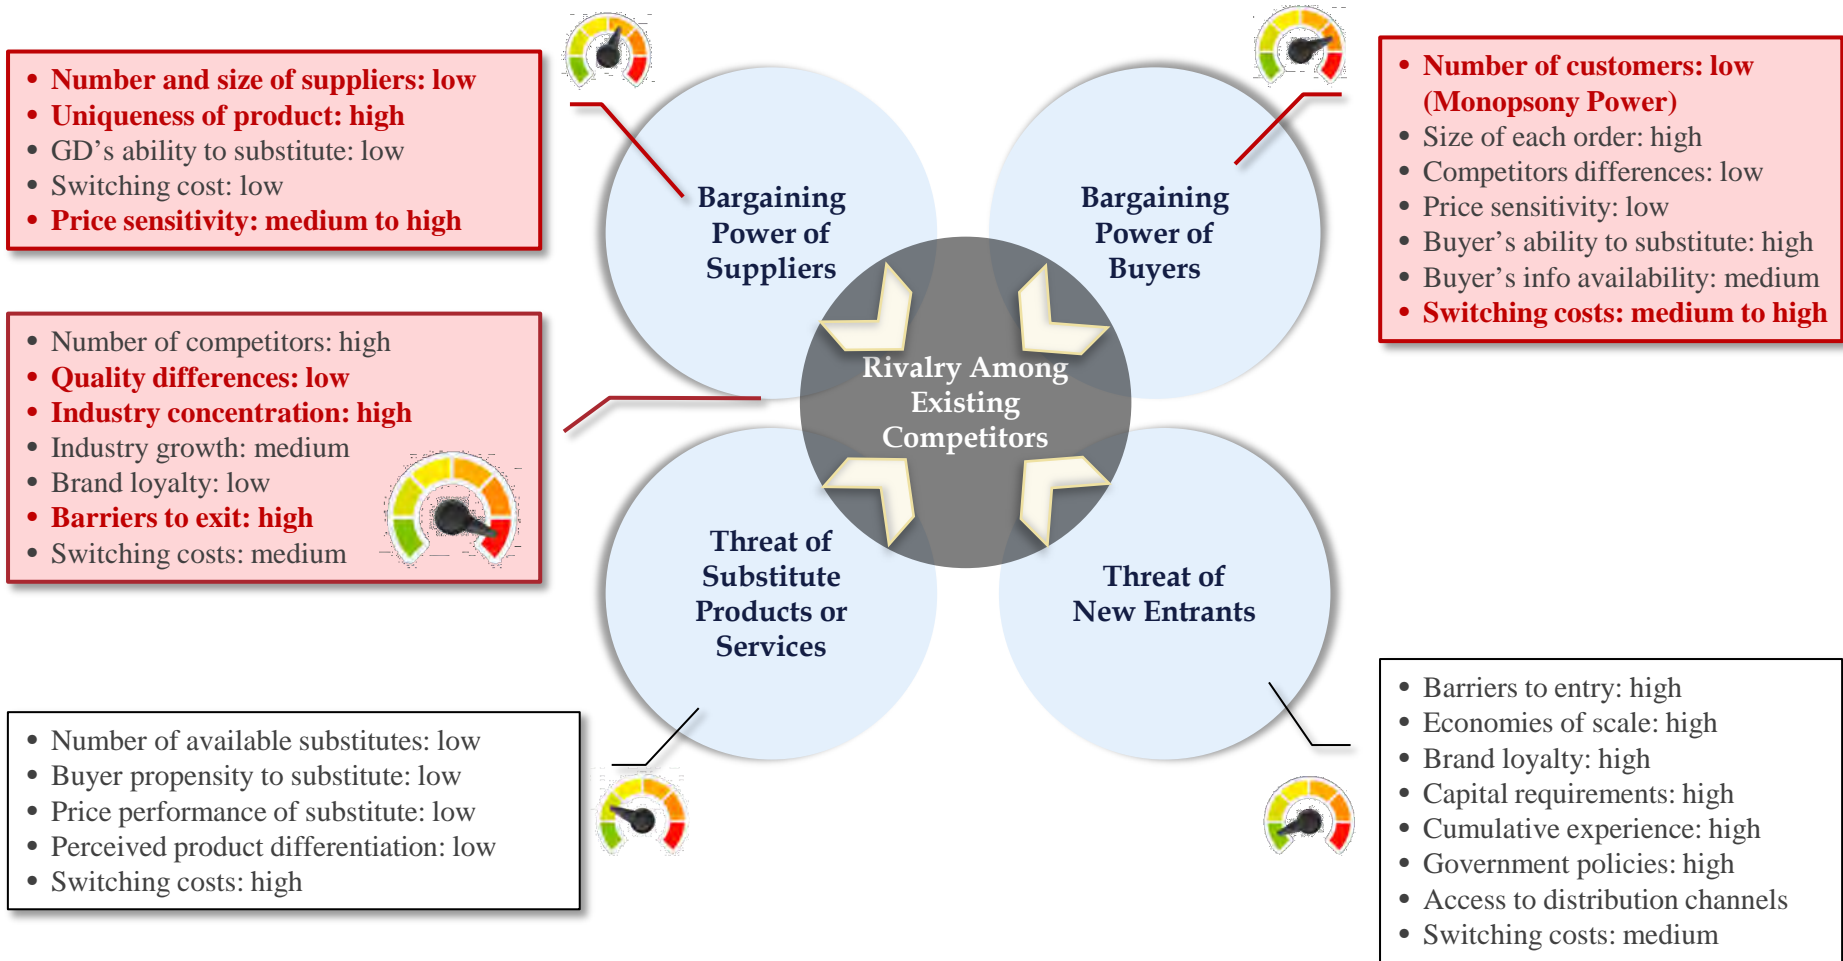 • Number and size of suppliers: low
• Uniqueness of product: high
• GD’s ability to substitute: low
• Switching cost: low
• Price sensitivity: medium to high
Bargaining
Power of
Suppliers
Bargaining
Power of
Buyers
• Number of customers: low
(Monopsony Power)
• Size of each order: high
• Competitors differences: low
• Price sensitivity: low
• Buyer’s ability to substitute: high
• Buyer’s info availability: medium
• Switching costs: medium to high
• Number of competitors: high
• Quality differences: low
• Industry concentration: high
• Industry growth: medium
• Brand loyalty: low
• Barriers to exit: high
• Switching costs: medium
Rivalry Among
Existing
Competitors
Threat of
Substitute
Products or
Services
Threat of
New Entrants
• Number of available substitutes: low
• Buyer propensity to substitute: low
• Price performance of substitute: low
• Perceived product differentiation: low
• Switching costs: high
• Barriers to entry: high
• Economies of scale: high
• Brand loyalty: high
• Capital requirements: high
• Cumulative experience: high
• Government policies: high
• Access to distribution channels
• Switching costs: medium